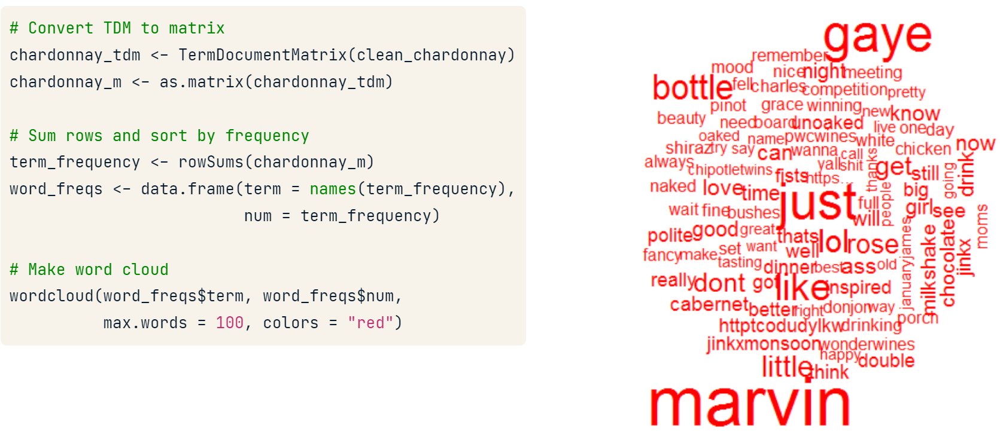 # Convert TDM to matrix
chardonnay_tdm <- TermDocumentMatrix(clean_chardonnay)
chardonnay_m <- as.matrix(chardonnay_tdm)
# Sum rows and sort by frequency
term_frequency <- rowSums(chardonnay_m)
word_freqs <- data.frame(term = names(term_frequency),
num = term_frequency)
# Make word cloud
wordcloud(word_freqs$term, word_freqs$num,
max.words = 100, colors = "red")
gaye
remember
mood nice night meeting
bottle fell charles competition pretty
pinot grace winning new know
beauty need board unoaked live one day
oaked name pwcwines white now
shiraz try say can wanna call chicken
always chipotletwins yall shit thanks get still going drink
naked love time fists https... people big
just full girl see
wait fine bushes will moms
polite good great thats lol rose januaryjames milkshake chocolate jinkx
fancy make set want well
tasting dinner best ass old
really dont got like inspired
cabernet better right donjon way
httptcodudylkw drinking porch
jinkxmonsoon wonderwines
happy double
little think
marvin